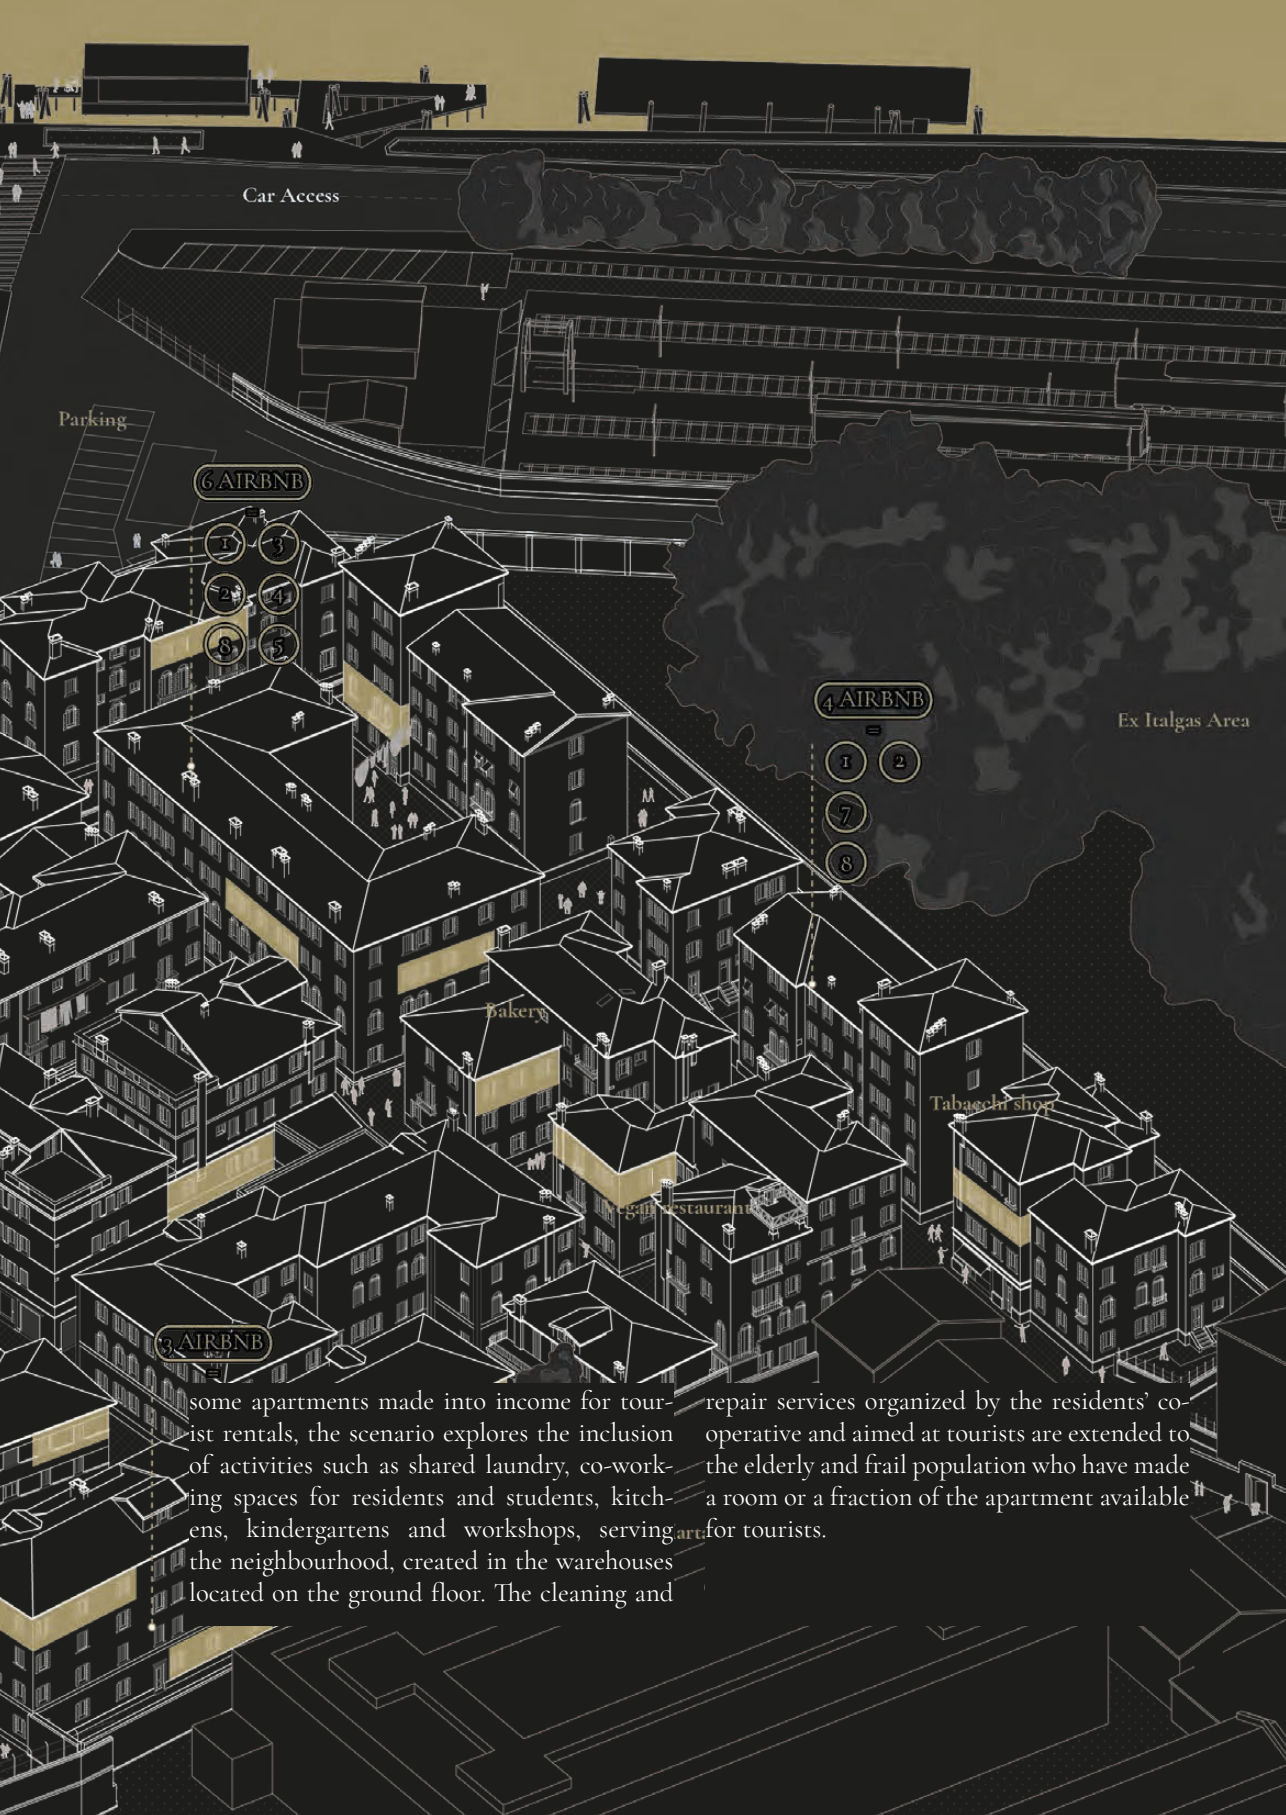 Car Access
Parking
6 AIRBNB
=
1 3
2 4
8 5
4 AIRBNB
=
1 2
7
8
Ex Italgas Area
Bakery
Tabacchi shop
Vegan restaurant
3 AIRBNB
=
some apartments made into income for tour-
ist rentals, the scenario explores the inclusion
of activities such as shared laundry, co-work-
ing spaces for residents and students, kitch-
ens, kindergartens and workshops, serving
the neighbourhood, created in the warehouses
located on the ground floor. The cleaning and
repair services organized by the residents’ co-
operative and aimed at tourists are extended to
the elderly and frail population who have made
a room or a fraction of the apartment available
for tourists.